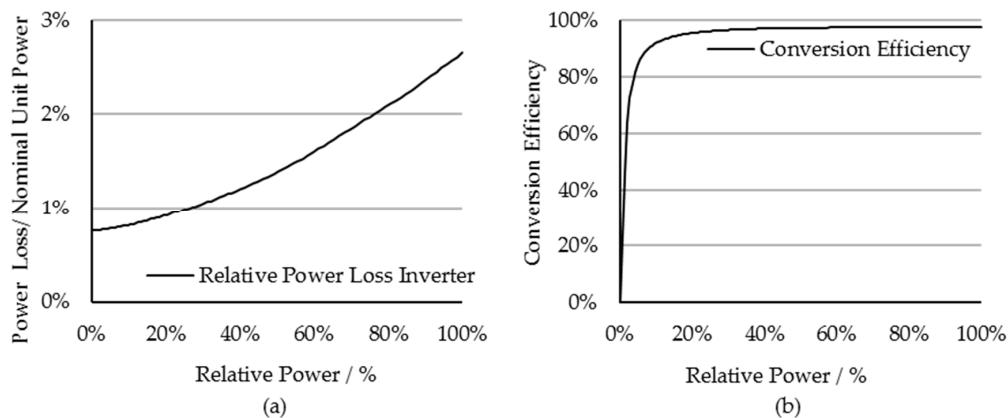 Power Loss/ Nominal Unit Power
3%
2%
1%
0%
Relative Power Loss Inverter
0% 20% 40% 60% 80% 100%
Relative Power / %
(a)
Conversion Efficiency
100%
80%
60%
40%
20%
0%
Conversion Efficiency
0% 20% 40% 60% 80% 100%
Relative Power / %
(b)